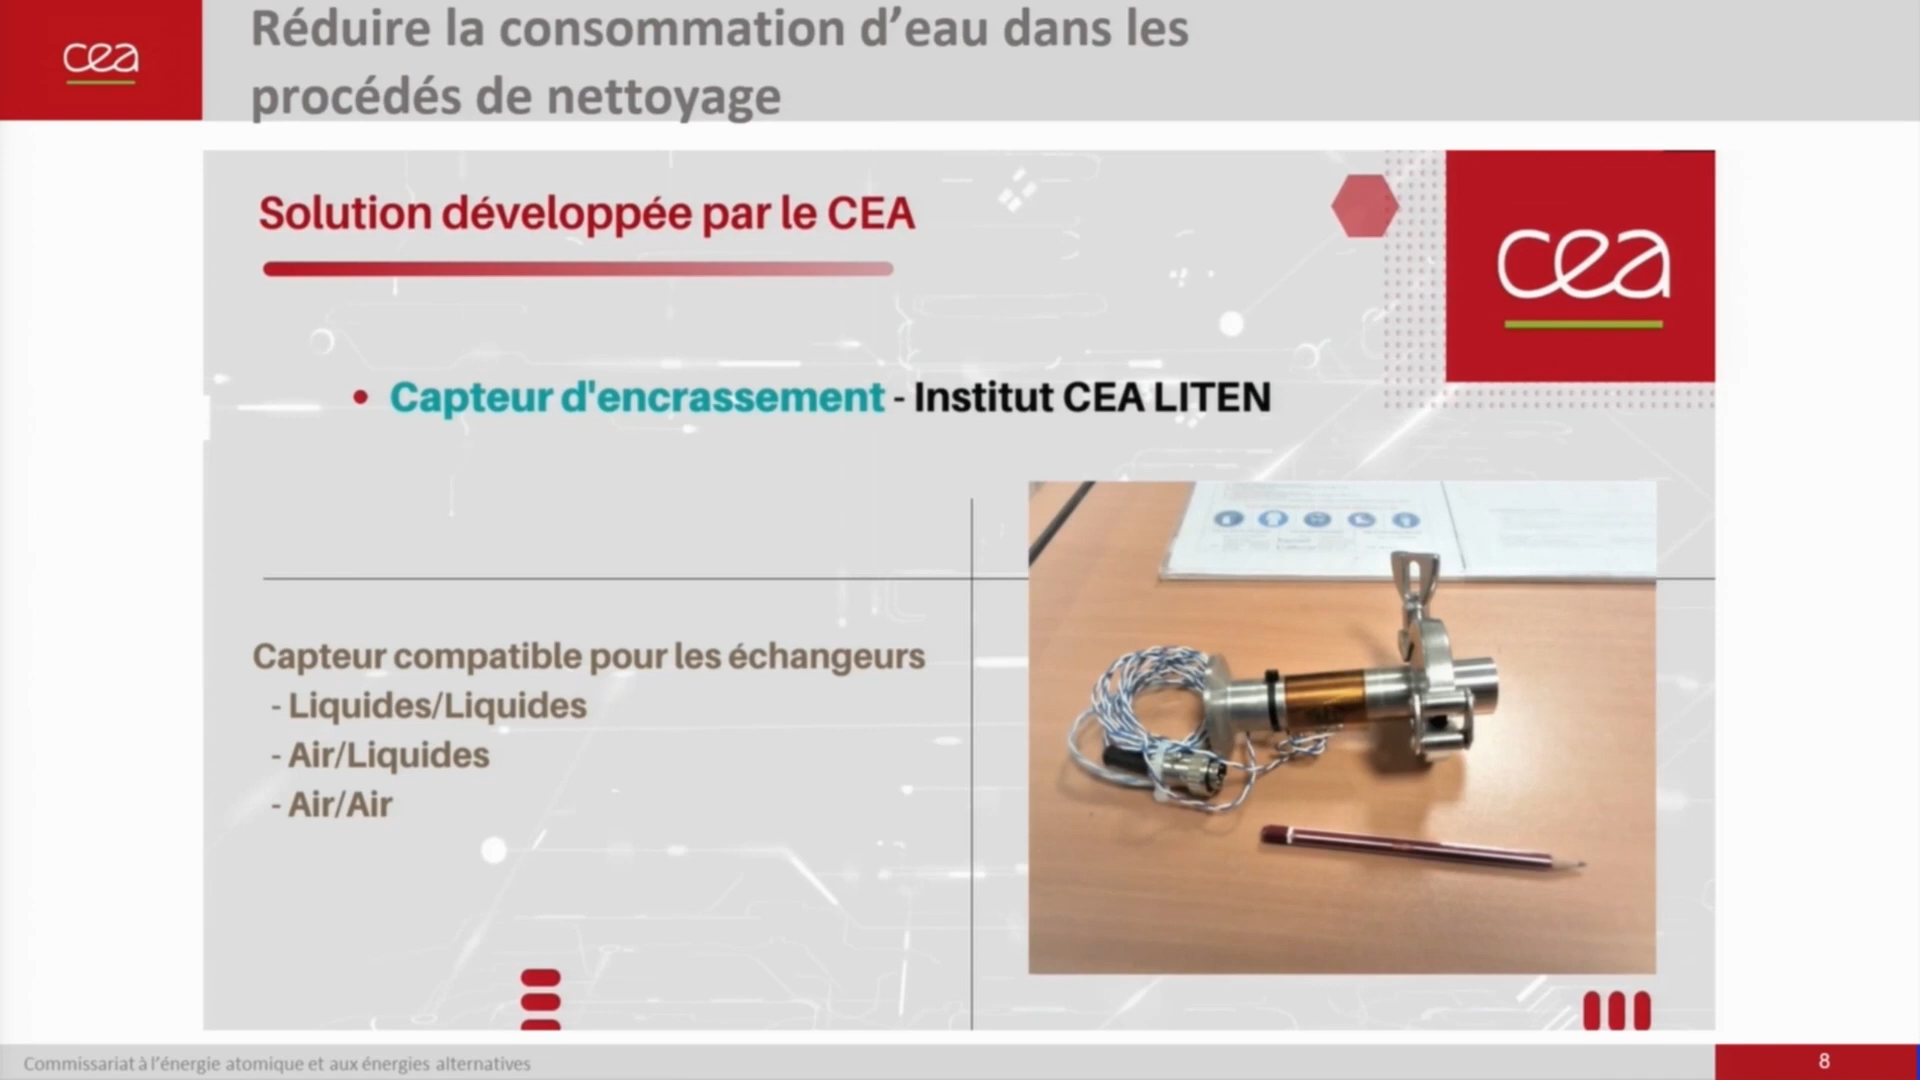 cea
Réduire la consommation d’eau dans les
procédés de nettoyage
Solution développée par le CEA
cea
• Capteur d'encrassement - Institut CEA LITEN
Capteur compatible pour les échangeurs
- Liquides/Liquides
- Air/Liquides
- Air/Air
Commissariat à l’énergie atomique et aux énergies alternatives
8